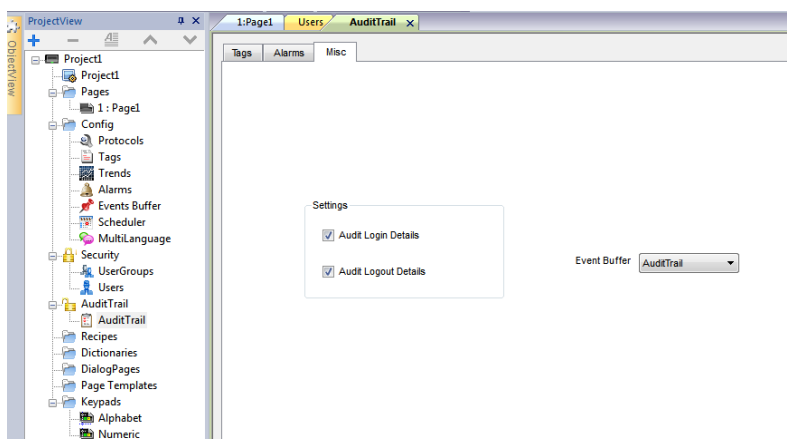 ProjectView
ObjectView
Project1
Project1
Pages
1 : Page1
Config
Protocols
Tags
Trends
Alarms
Events Buffer
Scheduler
MultiLanguage
Security
UserGroups
Users
AuditTrail
AuditTrail
Recipes
Dictionaries
DialogPages
Page Templates
Keypads
Alphabet
Numeric
1:Page1 Users AuditTrail x
Tags Alarms Misc
Settings
Audit Login Details
Audit Logout Details
Event Buffer AuditTrail